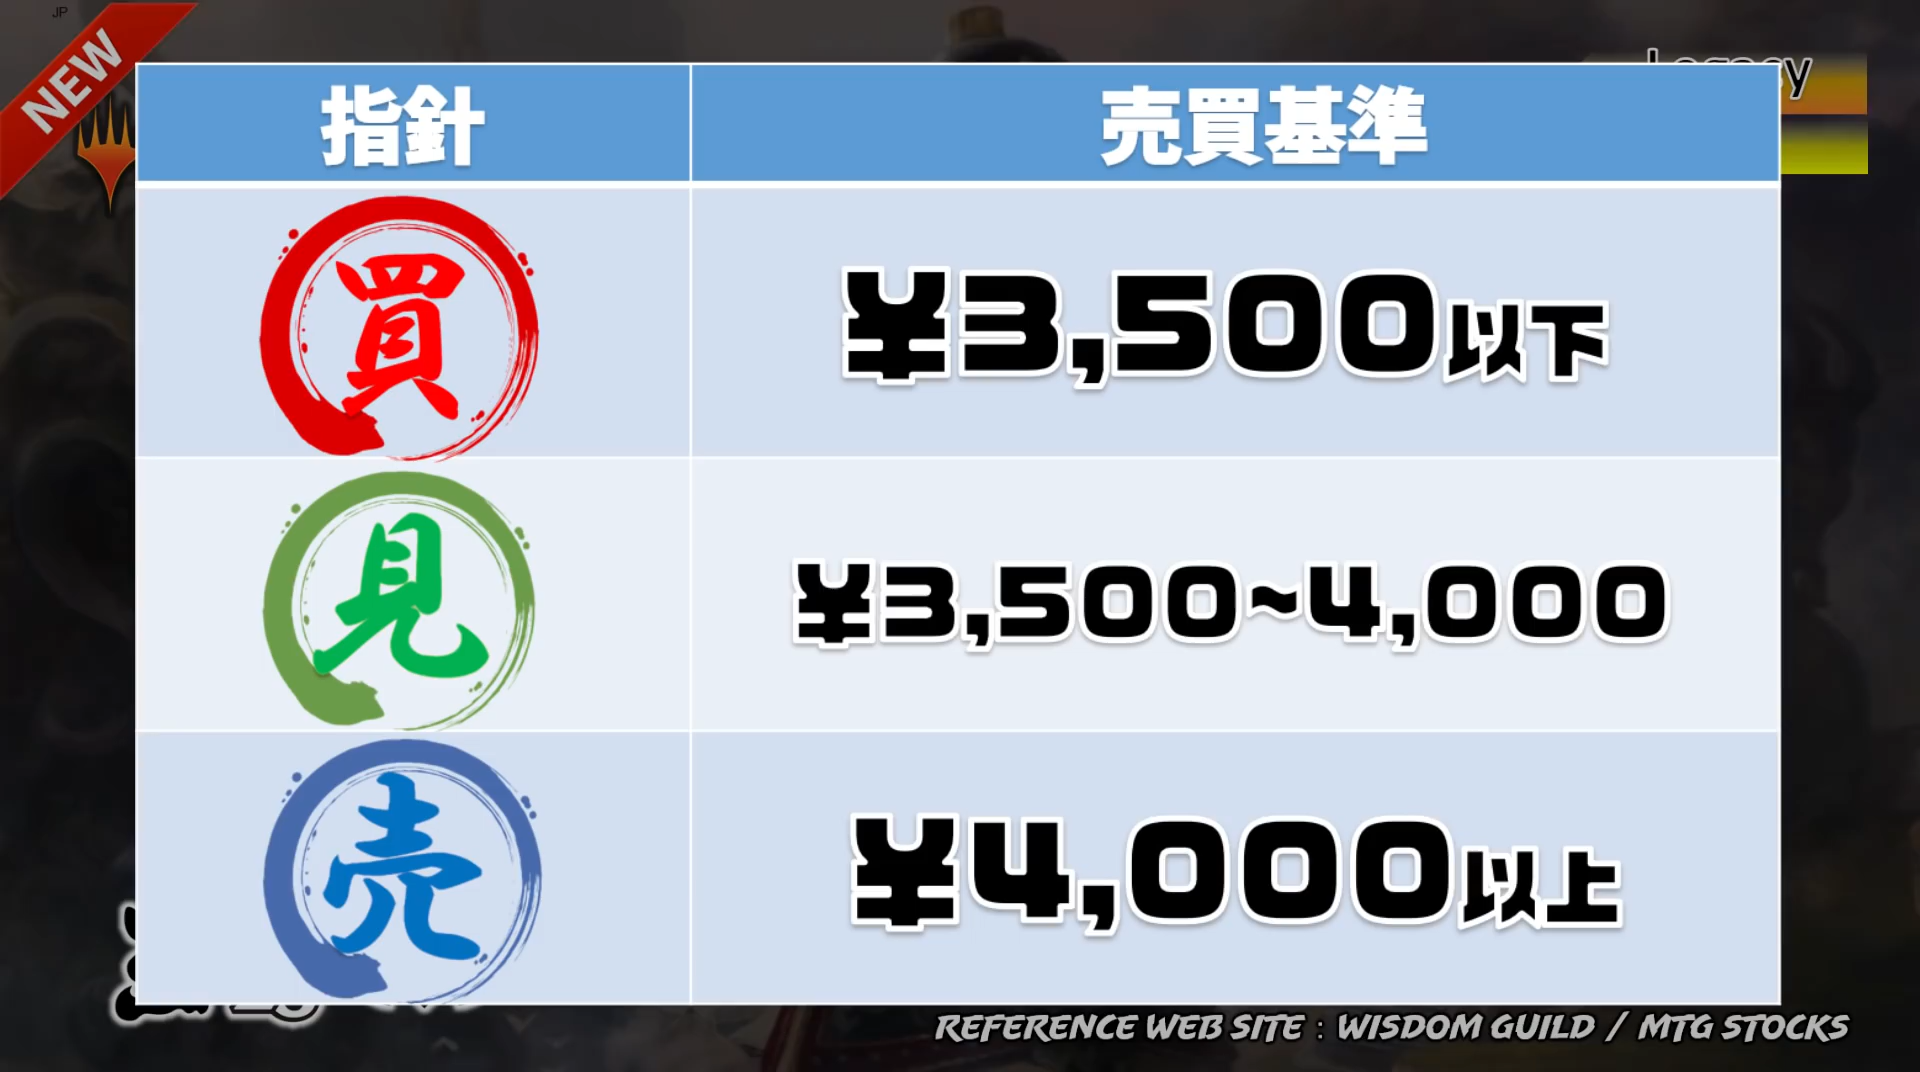 JP
NEW
Legacy
指針 売買基準
買 ¥3,500以下
見 ¥3,500~4,000
売 ¥4,000以上
REFERENCE WEB SITE : WISDOM GUILD / MTG STOCKS